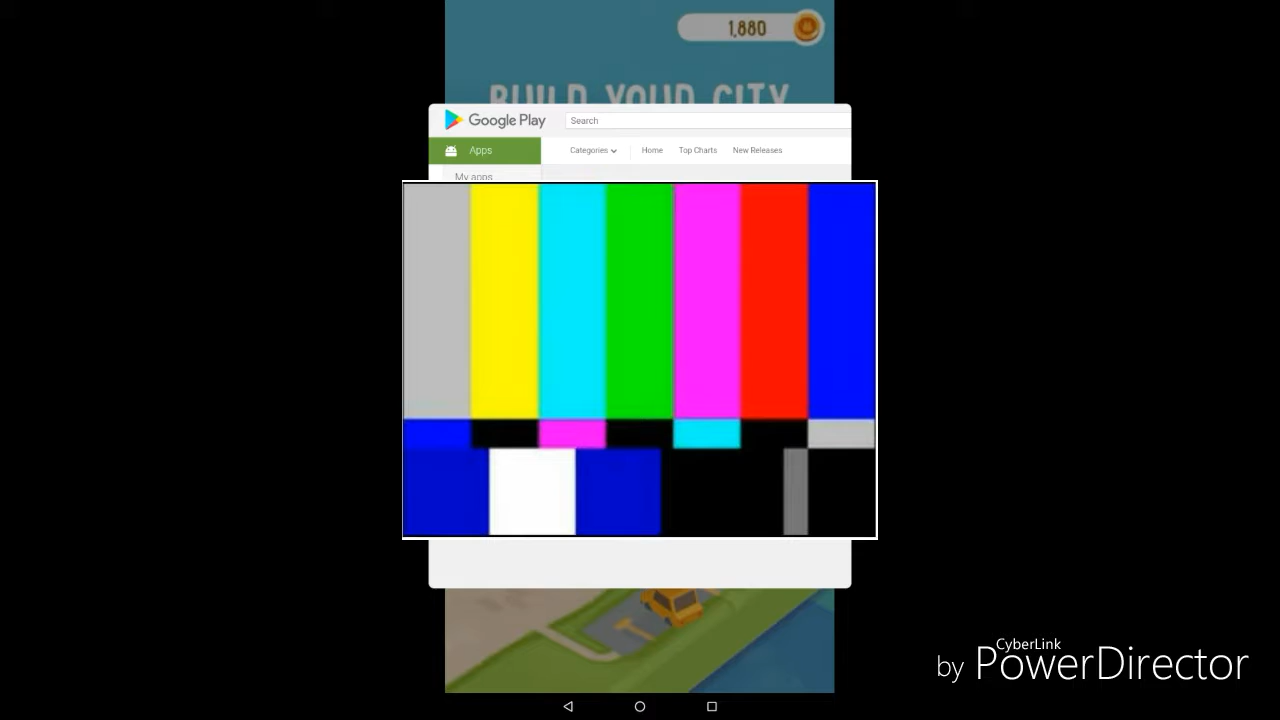 1,880
BUILD YOUR CITY
Google Play
Search
Apps
Categories
Home
Top Charts
New Releases
My apps
CyberLink
by PowerDirector